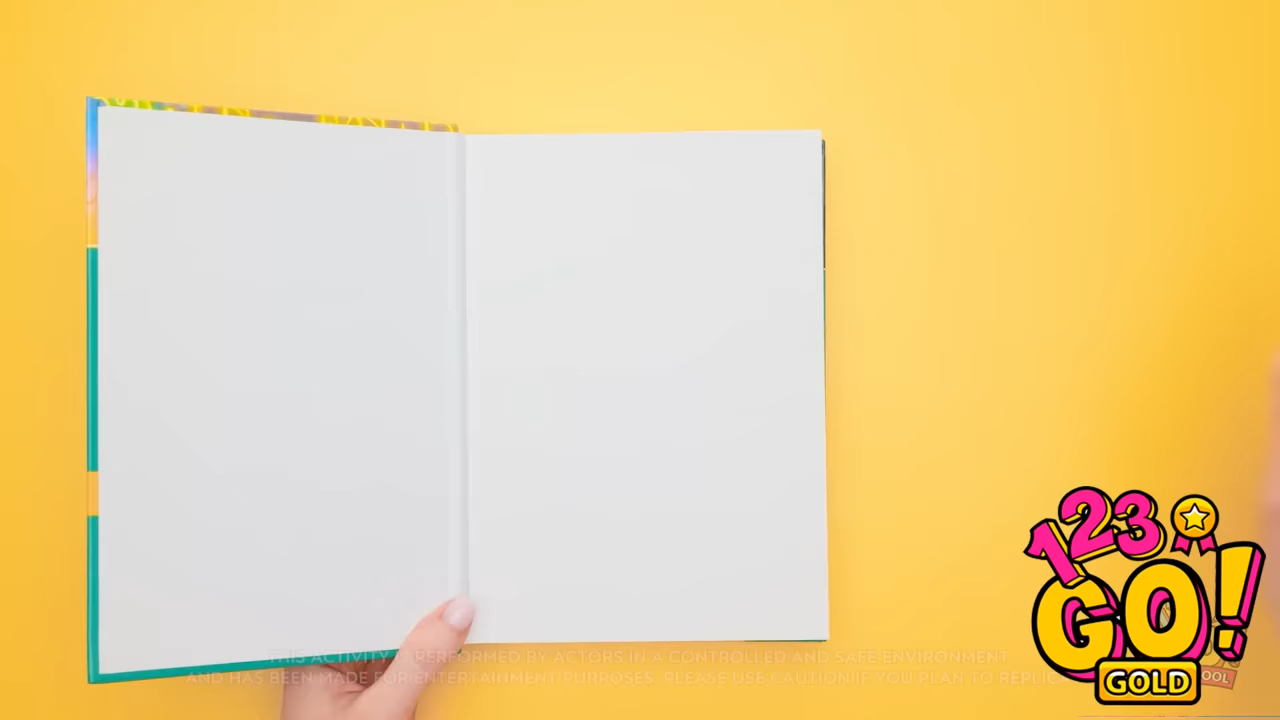 123
GO!
GOLD
THIS ACTIVITY IS PERFORMED BY ACTORS IN A CONTROLLED AND SAFE ENVIRONMENT
AND HAS BEEN MADE FOR ENTERTAINMENT PURPOSES. PLEASE USE CAUTION IF YOU PLAN TO